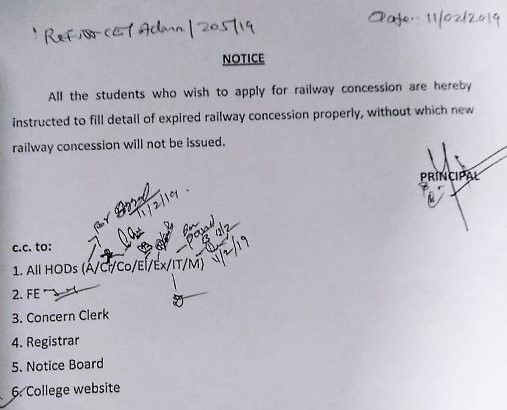 Ref: No CE/Admn/205/19
Date:- 11/02/2019
NOTICE
All the students who wish to apply for railway concession are hereby
instructed to fill detail of expired railway concession properly, without which new
railway concession will not be issued.
PRINCIPAL
11/2/19.
c.c. to:
11/2/19
1. All HODs (A/Cr/Co/El/Ex/IT/M)
2. FE
3. Concern Clerk
4. Registrar
5. Notice Board
6. College website